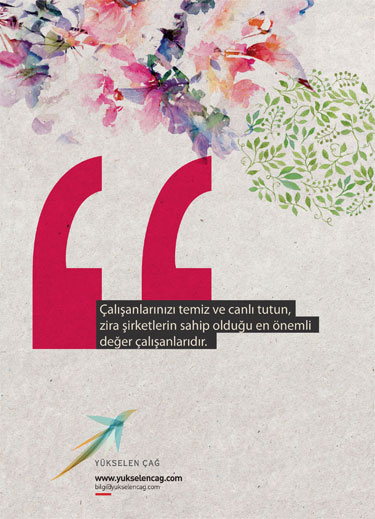 Çalışanlarınızı temiz ve canlı tutun,
zira şirketlerin sahip olduğu en önemli
değer çalışanlarıdır.
YÜKSELEN ÇAĞ
www.yukselencag.com
bilgi@yukselencag.com